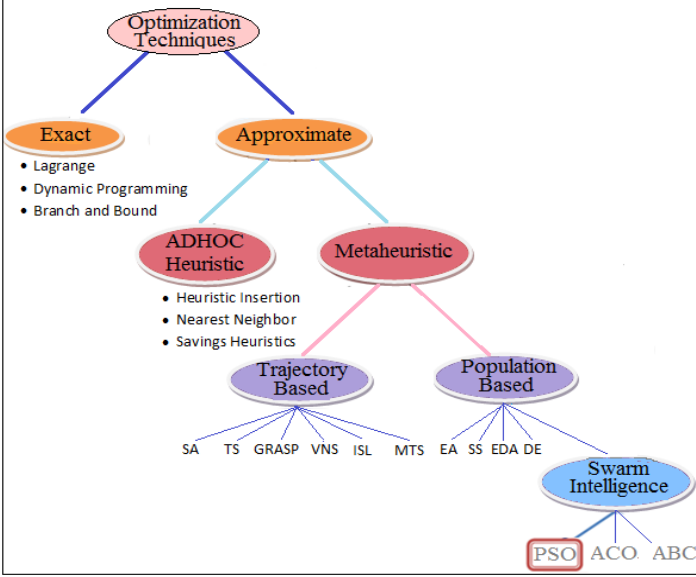 Optimization
Techniques
Exact
Approximate
• Lagrange
• Dynamic Programming
• Branch and Bound
ADHOC
Heuristic
Metaheuristic
• Heuristic Insertion
• Nearest Neighbor
• Savings Heuristics
Trajectory
Based
Population
Based
SA TS GRASP VNS ISL MTS EA SS EDA DE
Swarm
Intelligence
PSO ACO. ABC